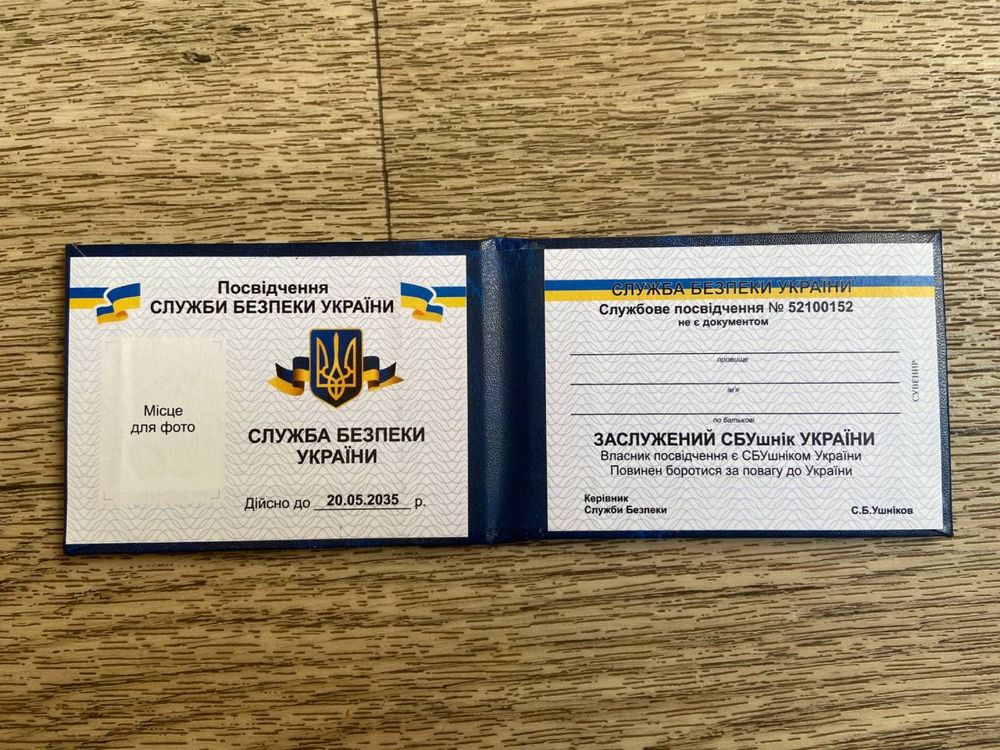 Посвідчення
СЛУЖБИ БЕЗПЕКИ УКРАЇНИ
Місце
для фото
СЛУЖБА БЕЗПЕКИ
УКРАЇНИ
Дійсно до 20.05.2035 р.
СЛУЖБА БЕЗПЕКИ УКРАЇНИ
Службове посвідчення № 52100152
не є документом
прізвище
ім'я
по батькові
СУВЕНИР
ЗАСЛУЖЕНИЙ СБУшнік УКРАЇНИ
Власник посвідчення є СБУшніком України
Повинен боротися за повагу до України
Керівник
Служби Безпеки
С.Б.Ушніков